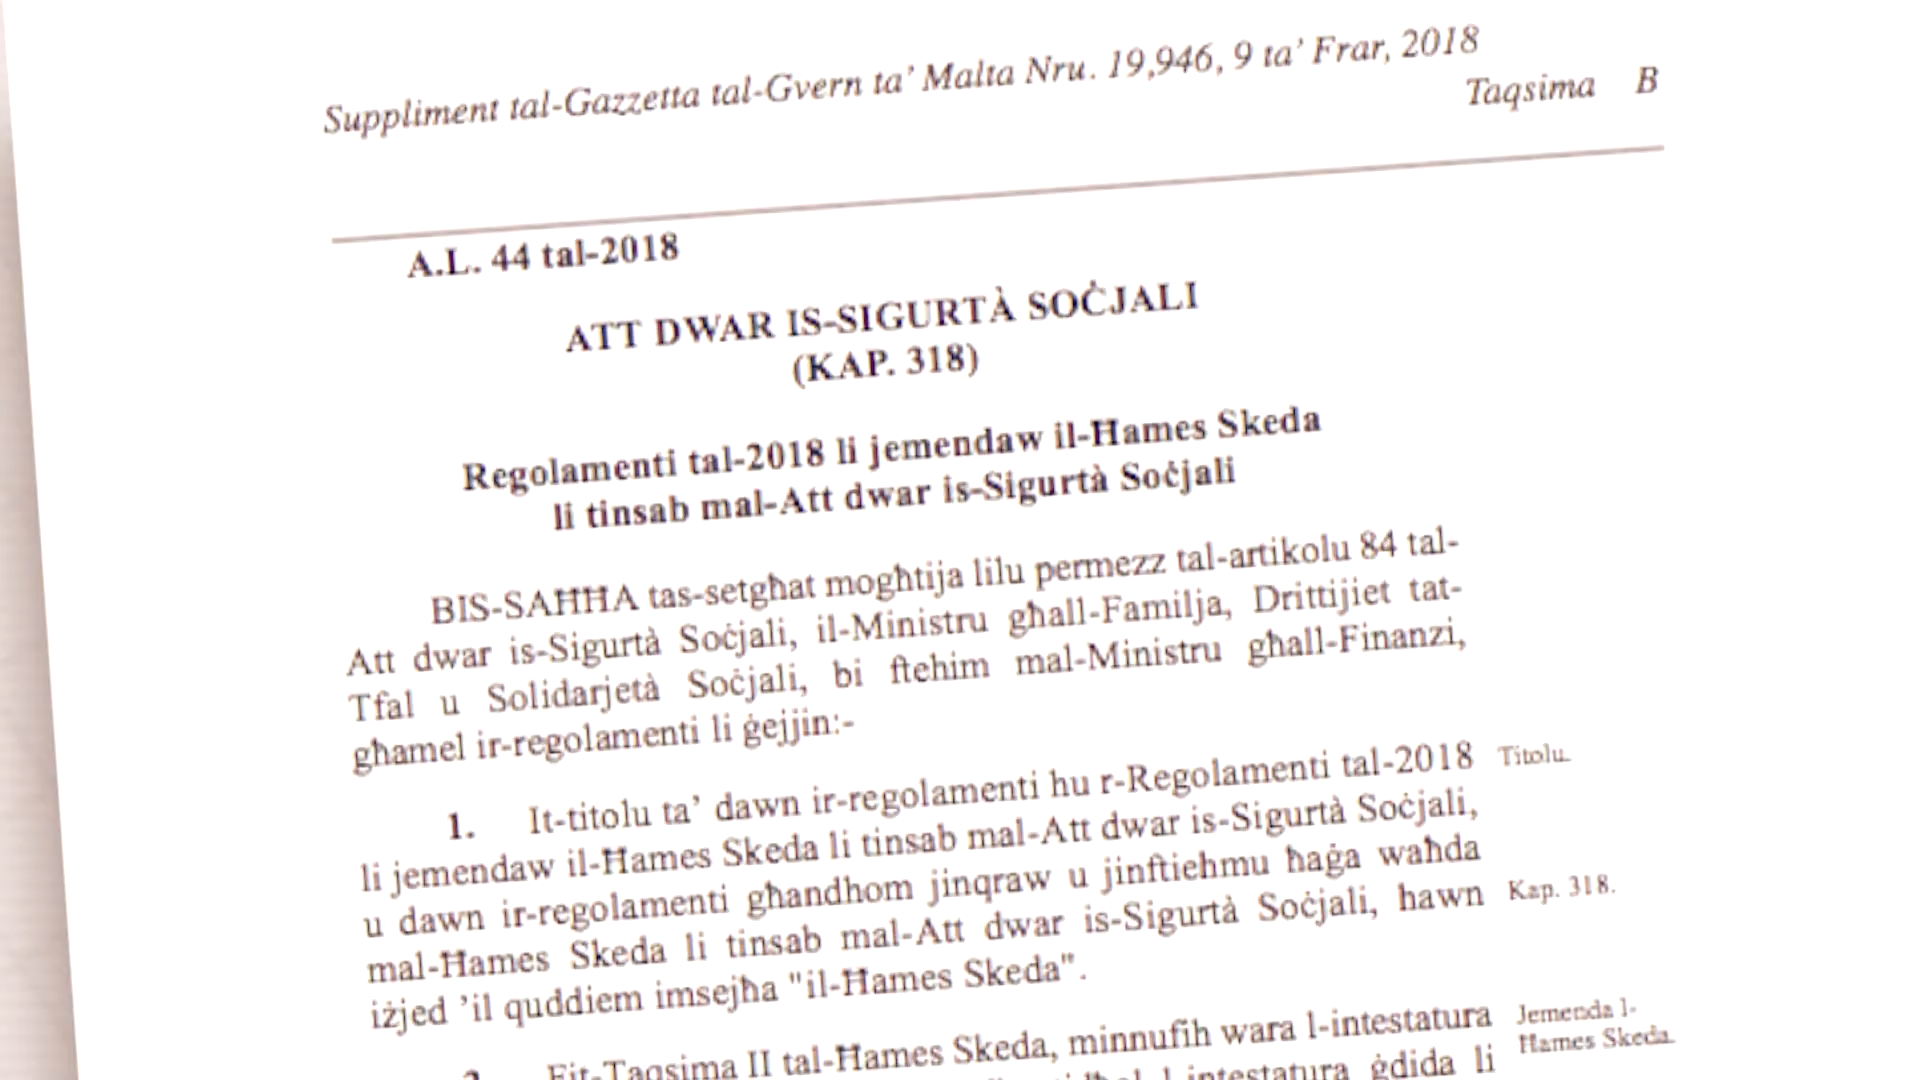 Suppliment tal-Gazzetta tal-Gvern ta’ Malta Nru. 19,946, 9 ta’ Frar, 2018
Taqsima B
A.L. 44 tal-2018
ATT DWAR IS-SIGURTÀ SOĊJALI
(KAP. 318)
Regolamenti tal-2018 li jemendaw il-Ħames Skeda
li tinsab mal-Att dwar is-Sigurtà Soċjali
BIS-SAĦĦA tas-setgħat mogħtija lilu permezz tal-artikolu 84 tal-
Att dwar is-Sigurtà Soċjali, il-Ministru għall-Familja, Drittijiet tat-
Tfal u Solidarjetà Soċjali, bi ftehim mal-Ministru għall-Finanzi,
għamel ir-regolamenti li ġejjin:-
1. It-titolu ta’ dawn ir-regolamenti hu r-Regolamenti tal-2018 Titolu.
li jemendaw il-Ħames Skeda li tinsab mal-Att dwar is-Sigurtà Soċjali,
u dawn ir-regolamenti għandhom jinqraw u jinftiehmu ħaġa waħda
mal-Ħames Skeda li tinsab mal-Att dwar is-Sigurtà Soċjali, hawn Kap. 318.
iżjed ’il quddiem imsejħa "il-Ħames Skeda".
2. Fit-Taqsima II tal-Ħames Skeda, minnufih wara l-intestatura Jemenda l-
l-intestatura ġdida li Ħames Skeda.